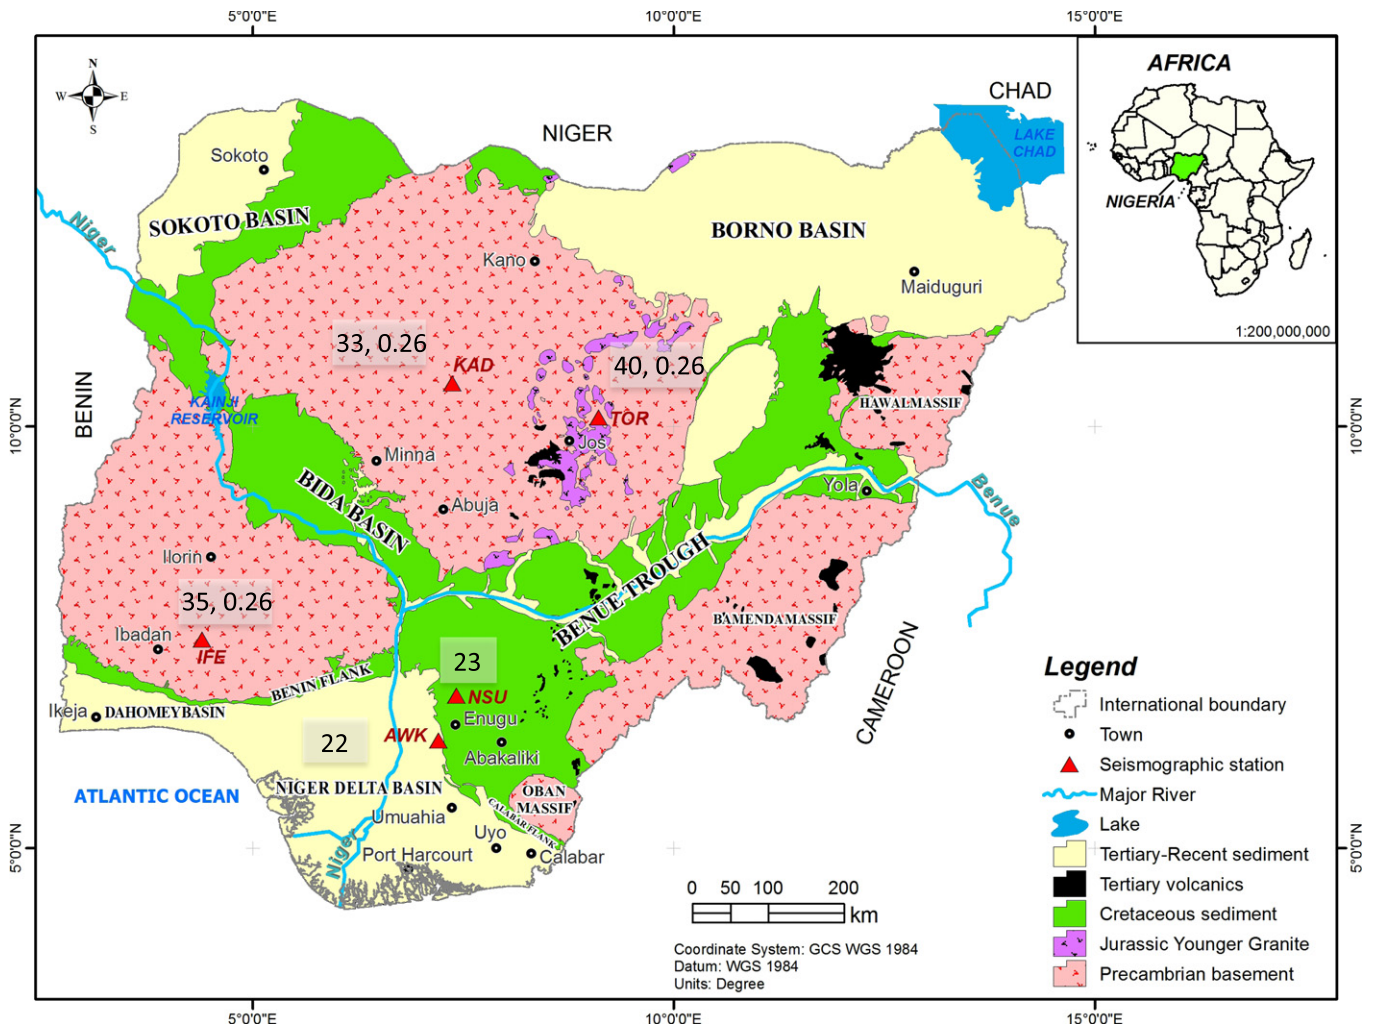 5°0'0"E
10°0'0"E
15°0'0"E
N
W
E
S
NIGER
CHAD
LAKE
CHAD
AFRICA
NIGERIA
1:200,000,000
Sokoto
SOKOTO BASIN
Niger
BORNO BASIN
Kano
Maiduguri
33, 0.26
KAD
40, 0.26
TOR
Jos
HAWAL MASSIF
BENIN
KAINJI
RESERVOIR
10°0'0"N
10°0'0"N
Minna
BIDA BASIN
Abuja
Yola
Benue
Ilorin
35, 0.26
Ibadan
IFE
BENUE TROUGH
BAMENDA MASSIF
CAMEROON
23
NSU
BENIN FLANK
Ikeja
DAHOMEY BASIN
22
AWK
Enugu
Abakaliki
ATLANTIC OCEAN
NIGER DELTA BASIN
OBAN
MASSIF
CALABAR FLANK
Umuahia
Uyo
Niger
Port Harcourt
Calabar
5°0'0"N
5°0'0"N
0 50 100 200
km
Coordinate System: GCS WGS 1984
Datum: WGS 1984
Units: Degree
Legend
International boundary
Town
Seismographic station
Major River
Lake
Tertiary-Recent sediment
Tertiary volcanics
Cretaceous sediment
Jurassic Younger Granite
Precambrian basement
5°0'0"E
10°0'0"E
15°0'0"E